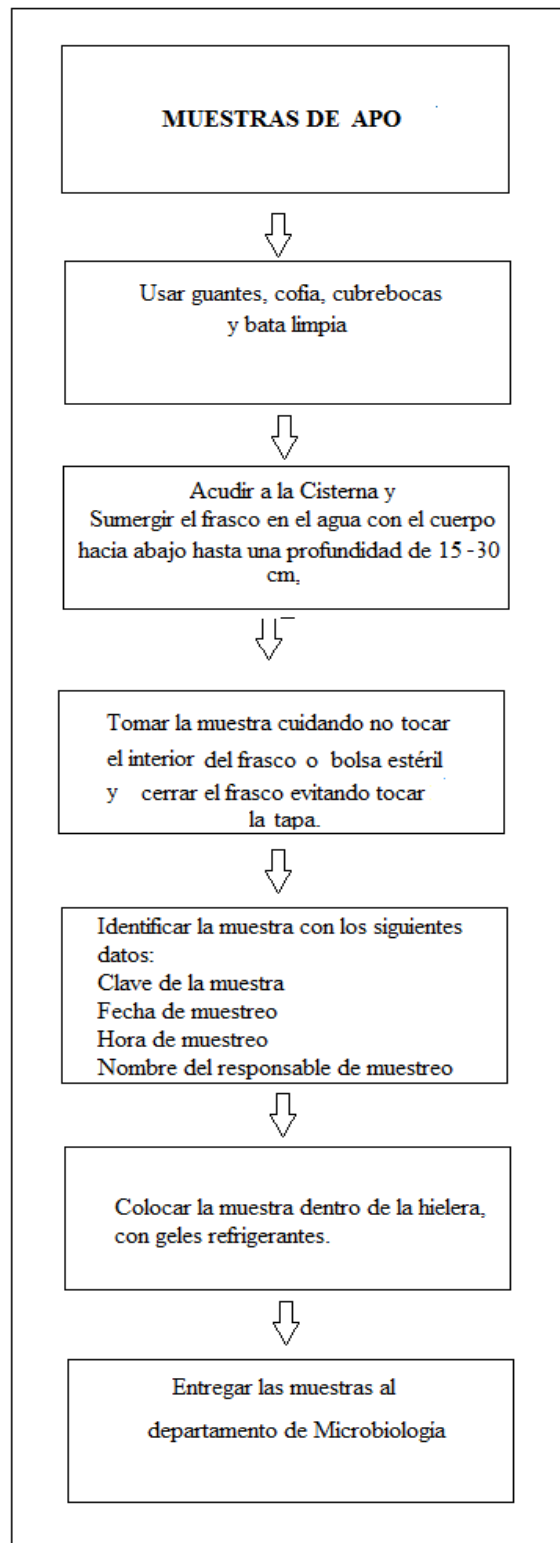 MUESTRAS DE APO
Usar guantes, cofia, cubrebocas
y bata limpia
Acudir a la Cisterna y
Sumergir el frasco en el agua con el cuerpo
hacia abajo hasta una profundidad de 15 -30
cm,
Tomar la muestra cuidando no tocar
el interior del frasco o bolsa estéril
y cerrar el frasco evitando tocar
la tapa.
Identificar la muestra con los siguientes
datos:
Clave de la muestra
Fecha de muestreo
Hora de muestreo
Nombre del responsable de muestreo
Colocar la muestra dentro de la hielera,
con geles refrigerantes.
Entregar las muestras al
departamento de Microbiología